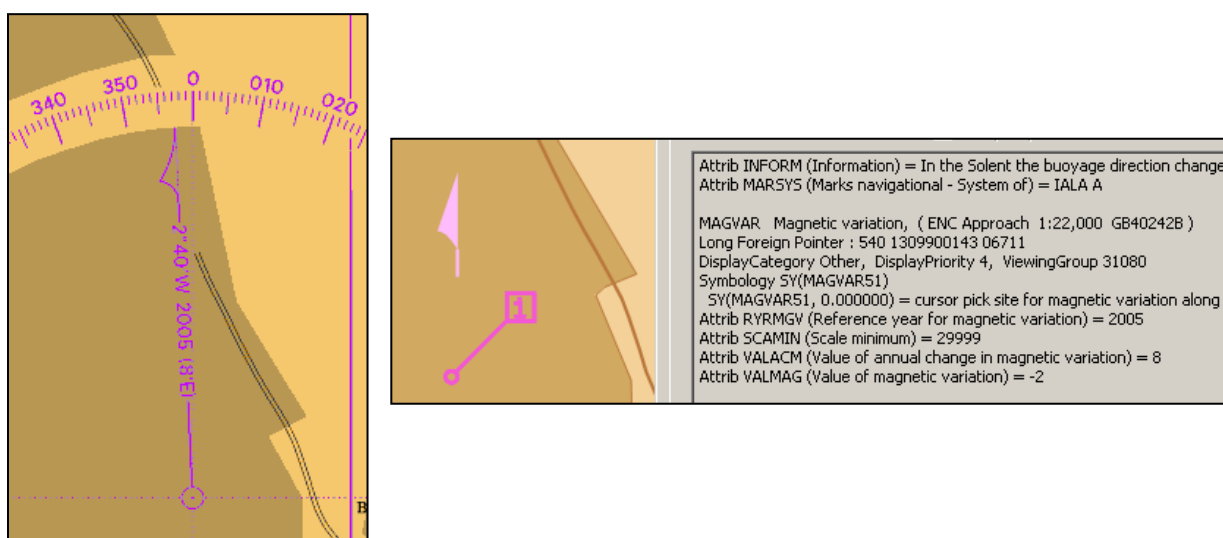 340 350 0 010 020
2°40'W 2005 (8'E)
B
1
Attrib INFORM (Information) = In the Solent the buoyage direction change
Attrib MARSYS (Marks navigational - System of) = IALA A
MAGVAR Magnetic variation, ( ENC Approach 1:22,000 GB40242B )
Long Foreign Pointer : 540 1309900143 06711
DisplayCategory Other, DisplayPriority 4, ViewingGroup 31080
Symbology SY(MAGVAR51)
SY(MAGVAR51, 0.000000) = cursor pick site for magnetic variation along
Attrib RYRMGV (Reference year for magnetic variation) = 2005
Attrib SCAMIN (Scale minimum) = 29999
Attrib VALACM (Value of annual change in magnetic variation) = 8
Attrib VALMAG (Value of magnetic variation) = -2